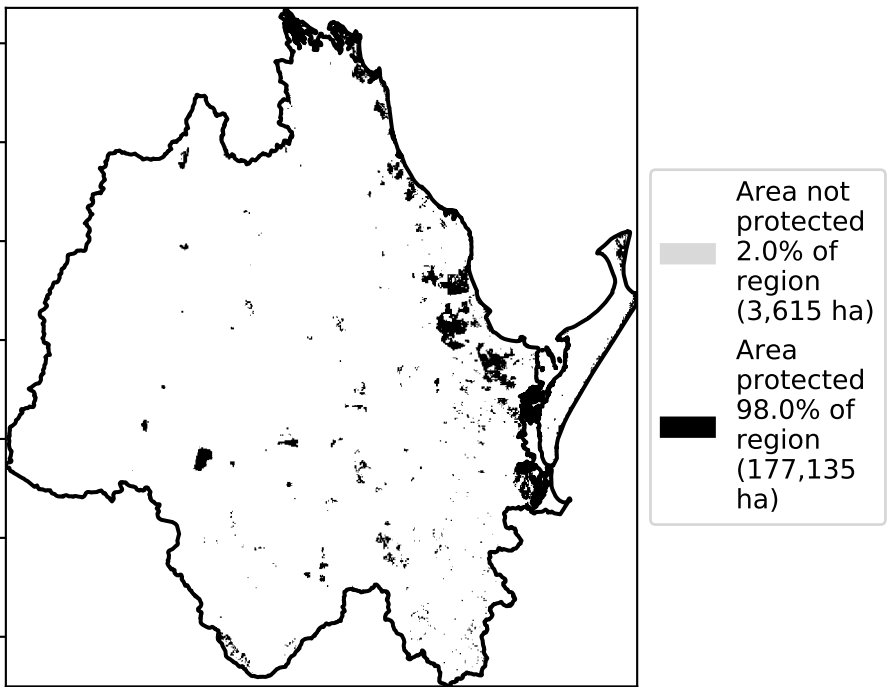 Area not
protected
2.0% of
region
(3,615 ha)
Area
protected
98.0% of
region
(177,135
ha)